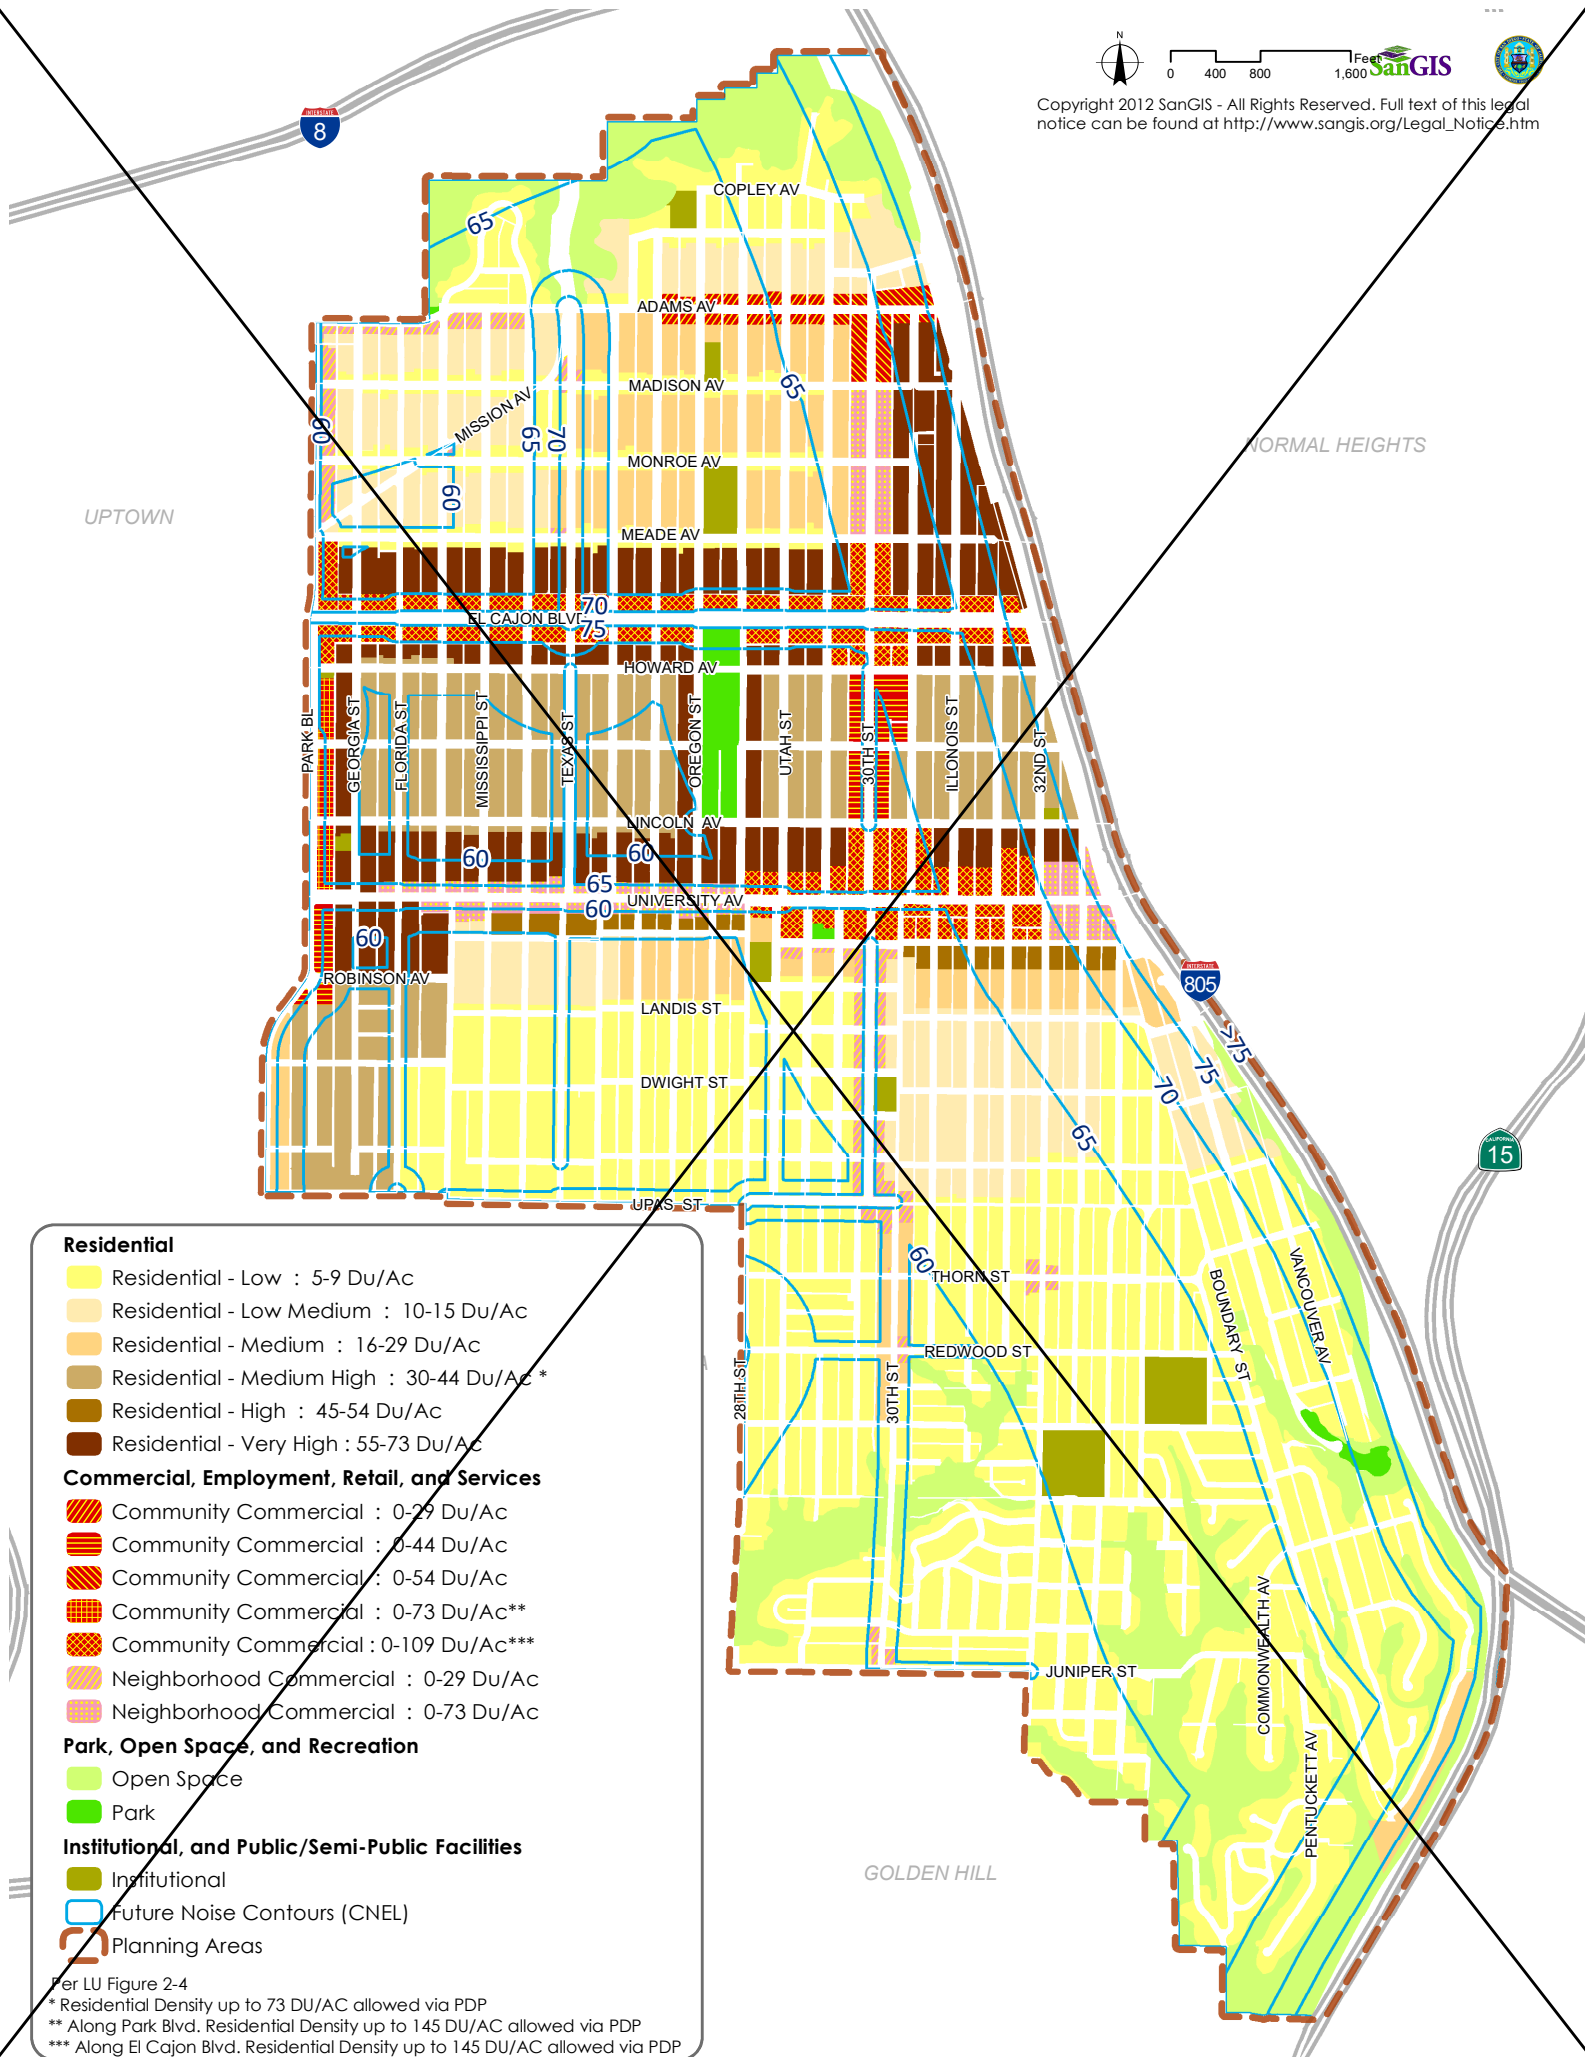 N
0 400 800 1,600 Feet
SanGIS
Copyright 2012 SanGIS - All Rights Reserved. Full text of this legal
notice can be found at http://www.sangis.org/Legal_Notice.htm
INTERSTATE
8
COPLEY AV
65
ADAMS AV
MADISON AV
65
MISSION AV
60
65
70
MONROE AV
NORMAL HEIGHTS
60
UPTOWN
MEADE AV
70
EL CAJON BLVD
75
HOWARD AV
PARK BL
GEORGIA ST
FLORIDA ST
MISSISSIPPI ST
TEXAS ST
OREGON ST
UTAH ST
30TH ST
ILLONOIS ST
32ND ST
LINCOLN AV
60
60
65
UNIVERSITY AV
60
60
ROBINSON AV
INTERSTATE
805
LANDIS ST
>75
75
DWIGHT ST
70
65
CALIFORNIA
15
UPAS ST
60
THORN ST
BOUNDARY ST
VANCOUVER AV
REDWOOD ST
28TH ST
30TH ST
COMMONWEALTH AV
JUNIPER ST
PENTUCKETT AV
GOLDEN HILL
Residential
Residential - Low : 5-9 Du/Ac
Residential - Low Medium : 10-15 Du/Ac
Residential - Medium : 16-29 Du/Ac
Residential - Medium High : 30-44 Du/Ac *
Residential - High : 45-54 Du/Ac
Residential - Very High : 55-73 Du/Ac
Commercial, Employment, Retail, and Services
Community Commercial : 0-29 Du/Ac
Community Commercial : 0-44 Du/Ac
Community Commercial : 0-54 Du/Ac
Community Commercial : 0-73 Du/Ac**
Community Commercial : 0-109 Du/Ac***
Neighborhood Commercial : 0-29 Du/Ac
Neighborhood Commercial : 0-73 Du/Ac
Park, Open Space, and Recreation
Open Space
Park
Institutional, and Public/Semi-Public Facilities
Institutional
Future Noise Contours (CNEL)
Planning Areas
Per LU Figure 2-4
* Residential Density up to 73 DU/AC allowed via PDP
** Along Park Blvd. Residential Density up to 145 DU/AC allowed via PDP
*** Along El Cajon Blvd. Residential Density up to 145 DU/AC allowed via PDP